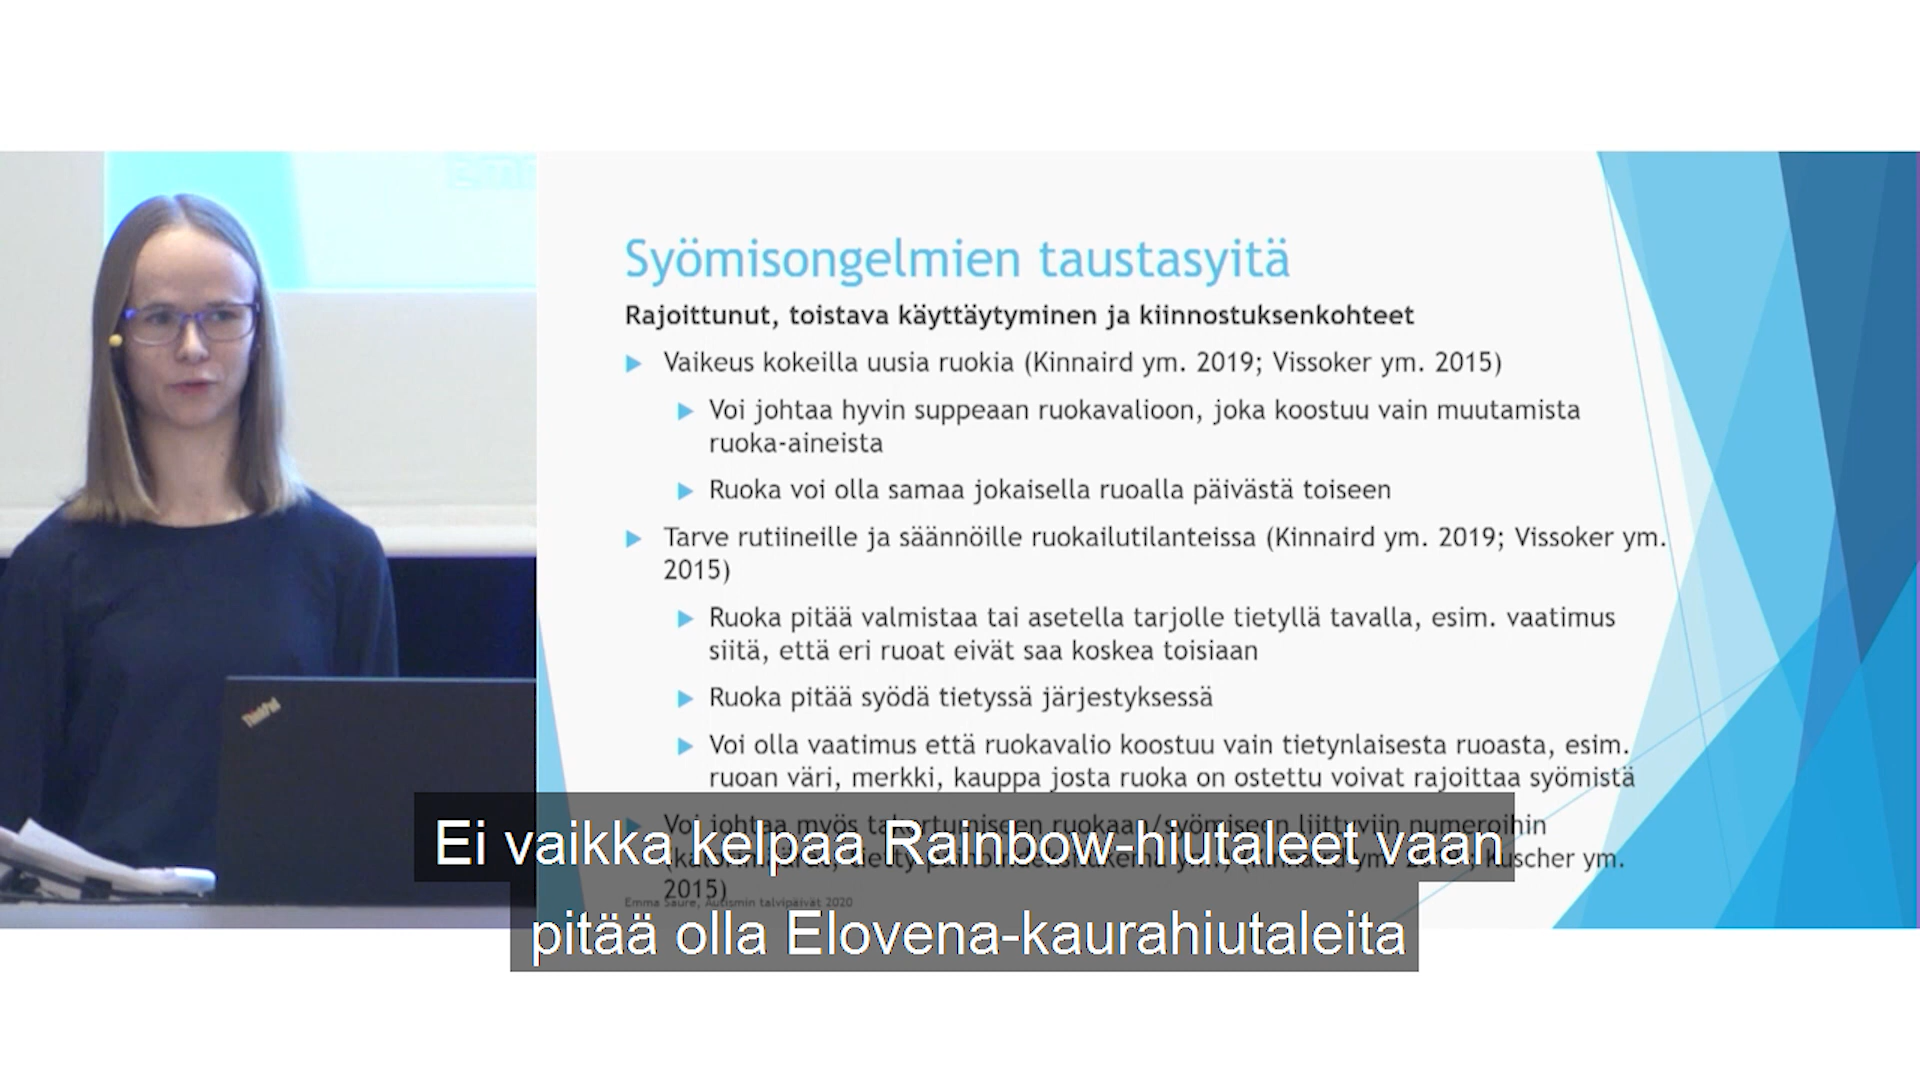 Syömisongelmien taustasyitä
Rajoittunut, toistava käyttäytyminen ja kiinnostuksenkohteet
Vaikeus kokeilla uusia ruokia (Kinnaird ym. 2019; Vissoker ym. 2015)
Voi johtaa hyvin suppeaan ruokavalioon, joka koostuu vain muutamista
ruoka-aineista
Ruoka voi olla samaa jokaisella ruoalla päivästä toiseen
Tarve rutiineille ja säännöille ruokailutilanteissa (Kinnaird ym. 2019; Vissoker ym.
2015)
Ruoka pitää valmistaa tai asetella tarjolle tietyllä tavalla, esim. vaatimus
siitä, että eri ruoat eivät saa koskea toisiaan
Ruoka pitää syödä tietyssä järjestyksessä
Voi olla vaatimus että ruokavalio koostuu vain tietynlaisesta ruoasta, esim.
ruoan väri, merkki, kauppa josta ruoka on ostettu voivat rajoittaa syömistä
Voi johtaa myös takertumiseen ruokaan/syömiseen liittyviin numeroihin
Kuscher ym.
2015)
Emma Saure, Autismin talvipäivät 2020
ThinkPad
Ei vaikka kelpaa Rainbow-hiutaleet vaan
pitää olla Elovena-kaurahiutaleita